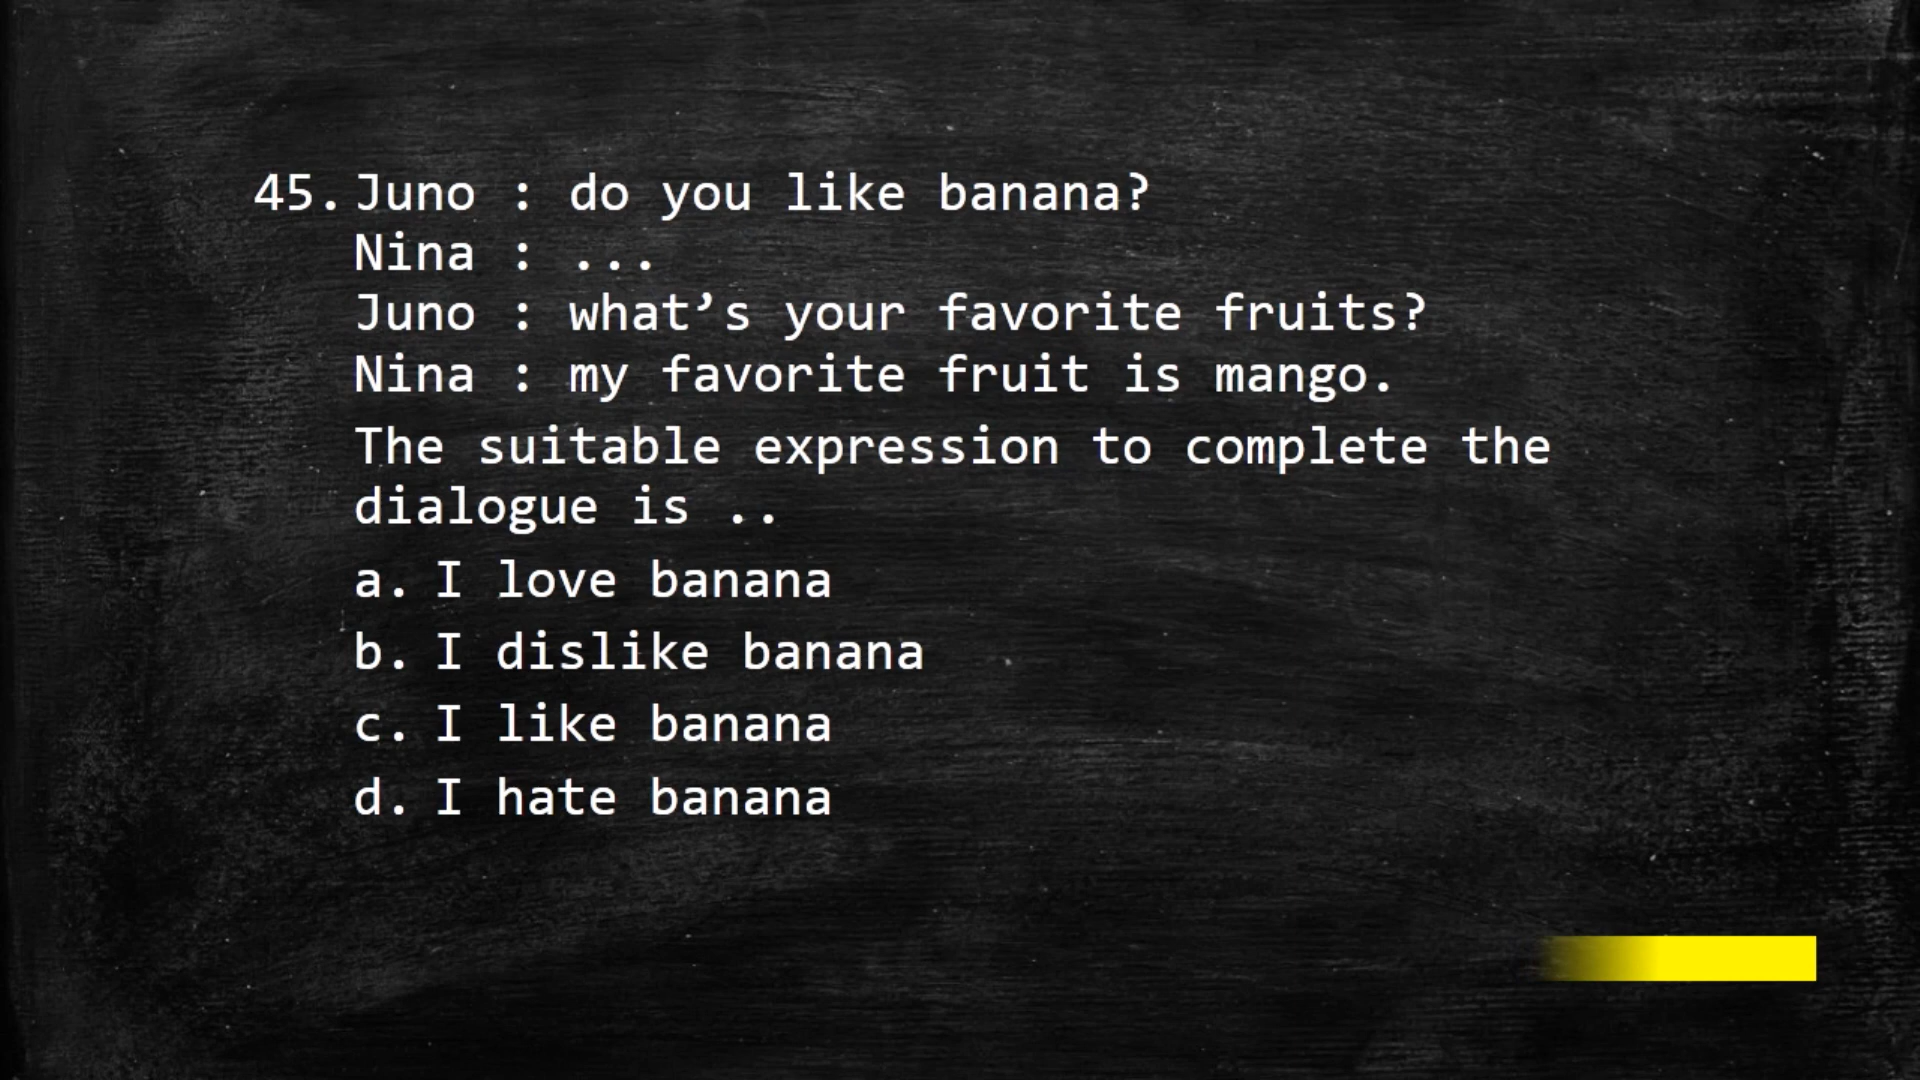 45. Juno : do you like banana?
Nina : ...
Juno : what’s your favorite fruits?
Nina : my favorite fruit is mango.
The suitable expression to complete the
dialogue is ..
a. I love banana
b. I dislike banana
c. I like banana
d. I hate banana